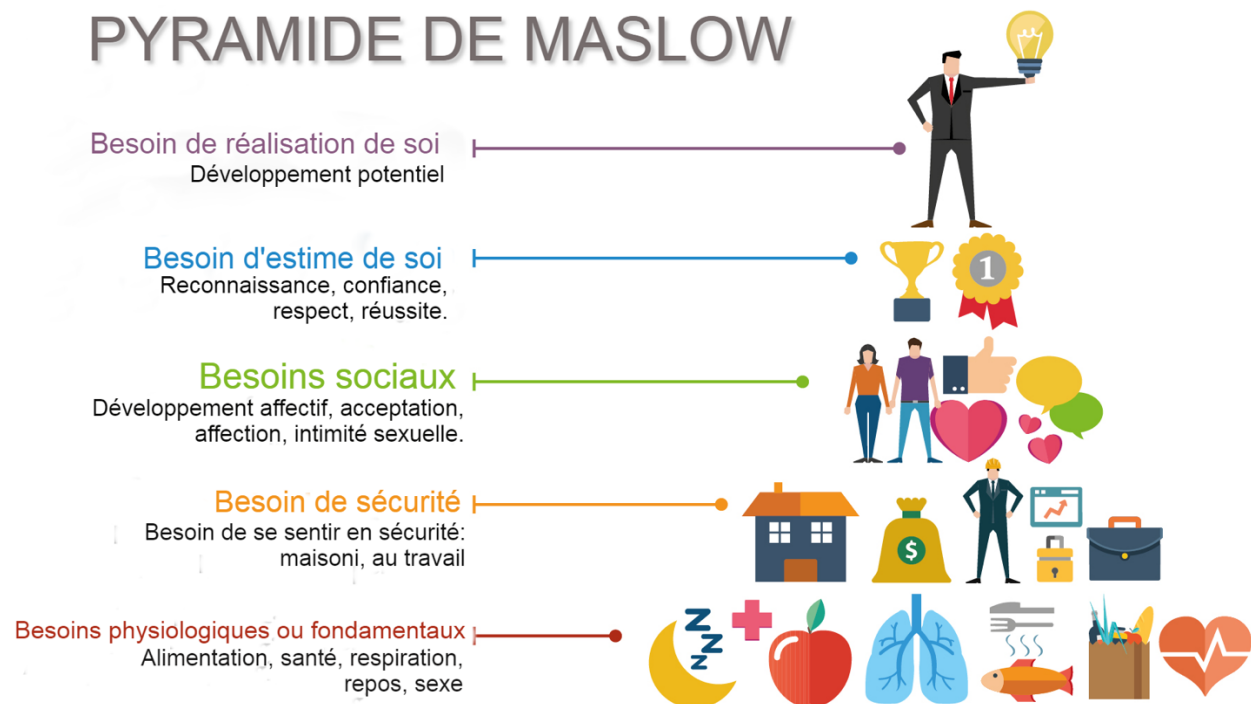 PYRAMIDE DE MASLOW
Besoin de réalisation de soi
Développement potentiel
Besoin d'estime de soi
Reconnaissance, confiance,
respect, réussite.
1
Besoins sociaux
Développement affectif, acceptation,
affection, intimité sexuelle.
Besoin de sécurité
Besoin de se sentir en sécurité:
maisoni, au travail
$
Besoins physiologiques ou fondamentaux
Alimentation, santé, respiration,
repos, sexe
Z
Z
Z